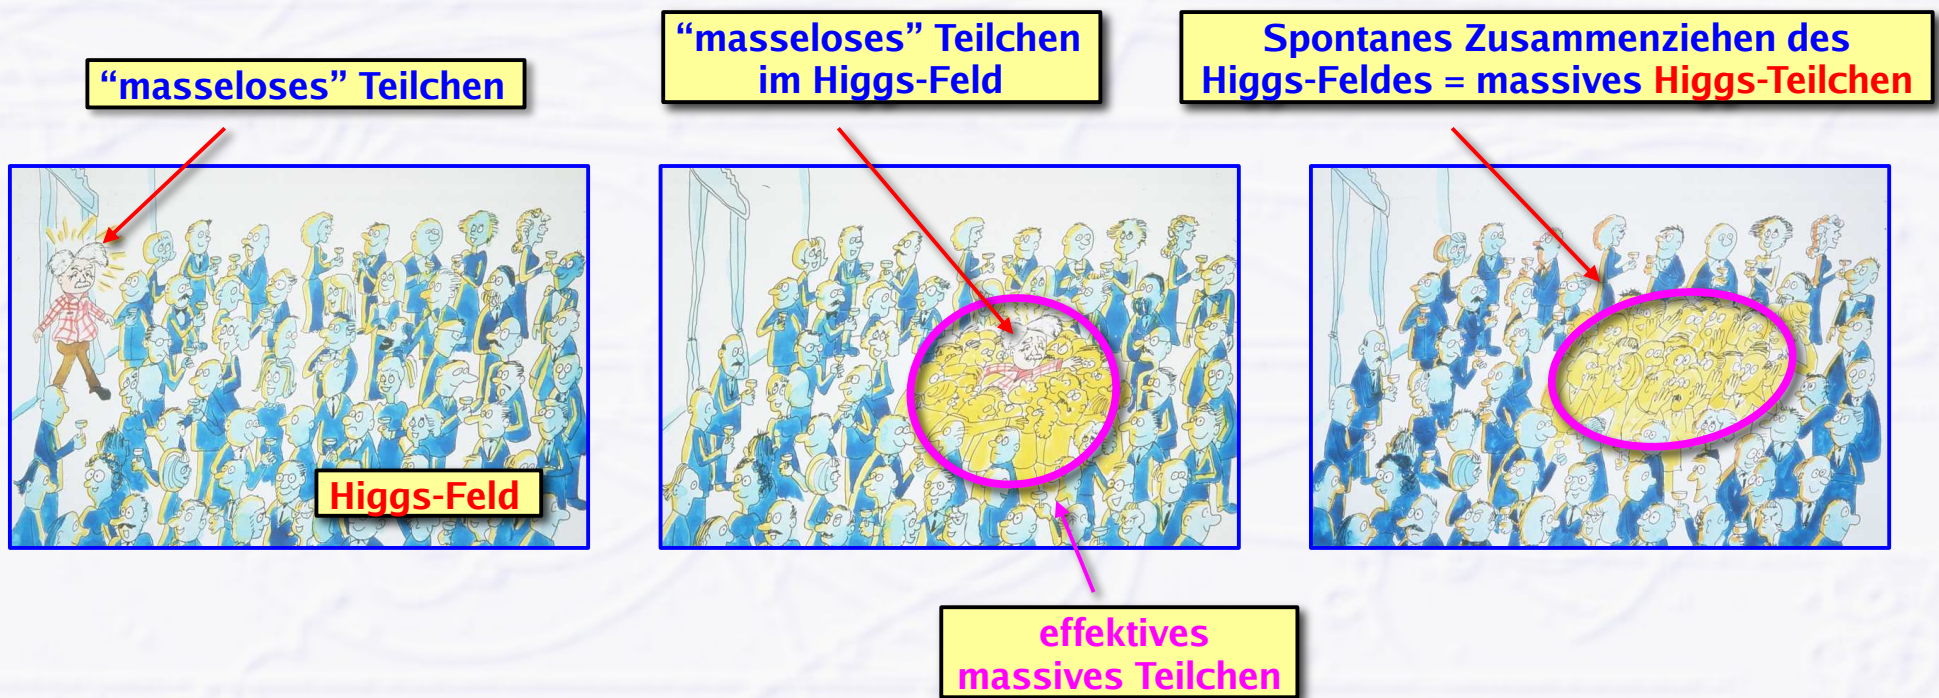 “masseloses” Teilchen
“masseloses” Teilchen
im Higgs-Feld
Spontanes Zusammenziehen des
Higgs-Feldes = massives Higgs-Teilchen
Higgs-Feld
effektives
massives Teilchen